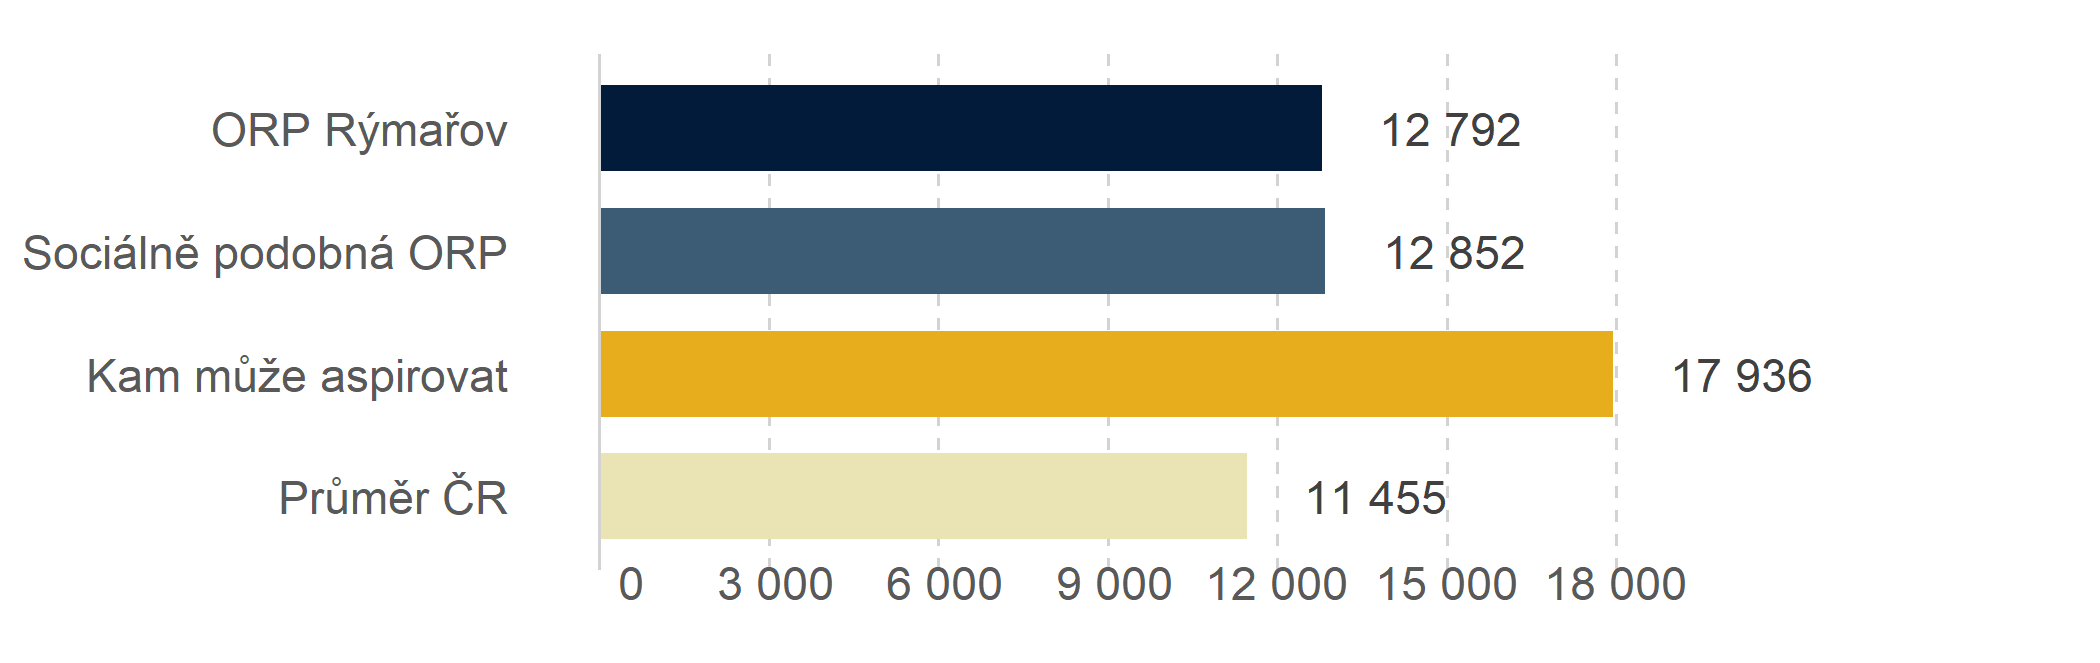 ORP Rýmařov 12 792
Sociálně podobná ORP 12 852
Kam může aspirovat 17 936
Průměr ČR 11 455
0 3 000 6 000 9 000 12 000 15 000 18 000